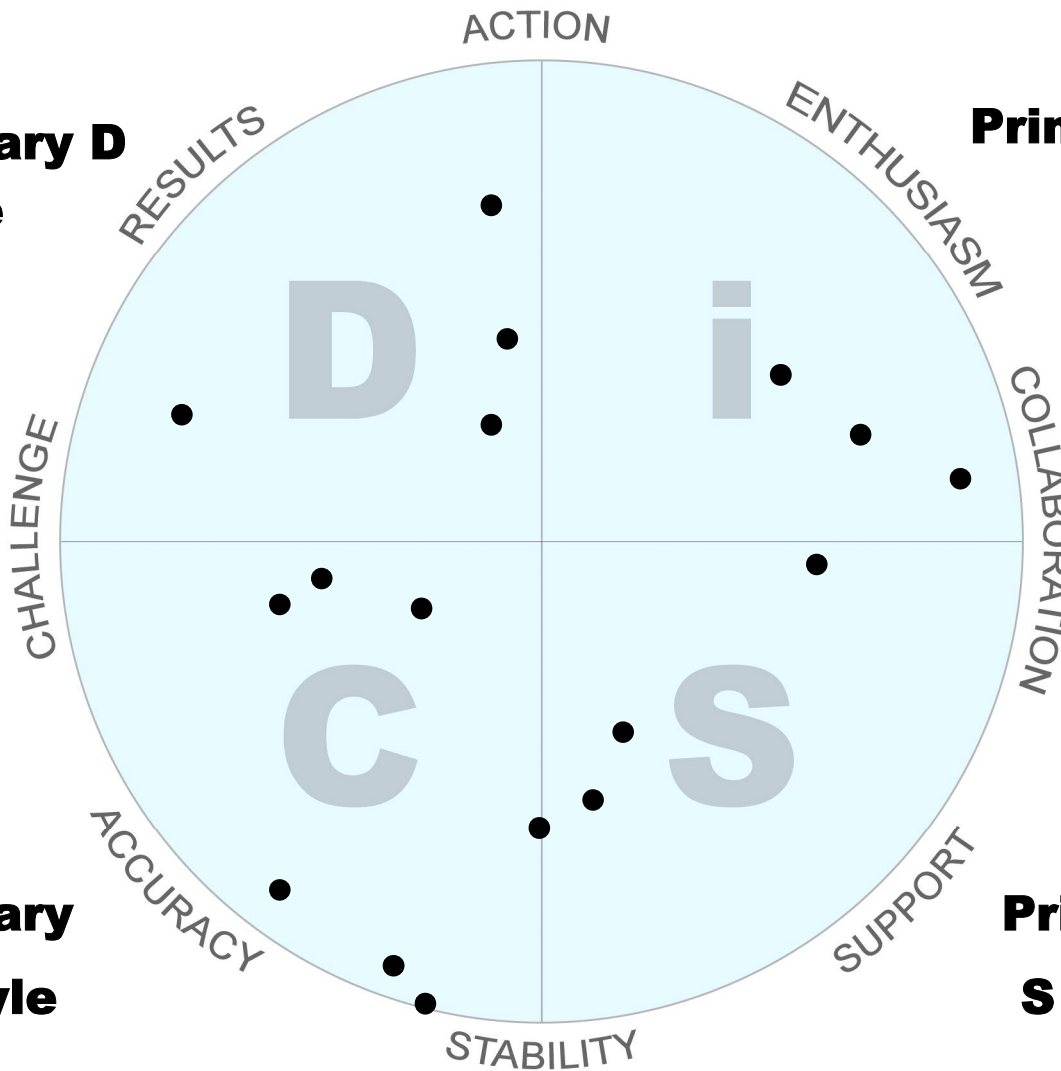 ACTION
RESULTS
ENTHUSIASM
ary D
Prin
e
D
i
COLLABORATION
CHALLENGE
C
S
ACCURACY
SUPPORT
ary
Pri
yle
S
STABILITY